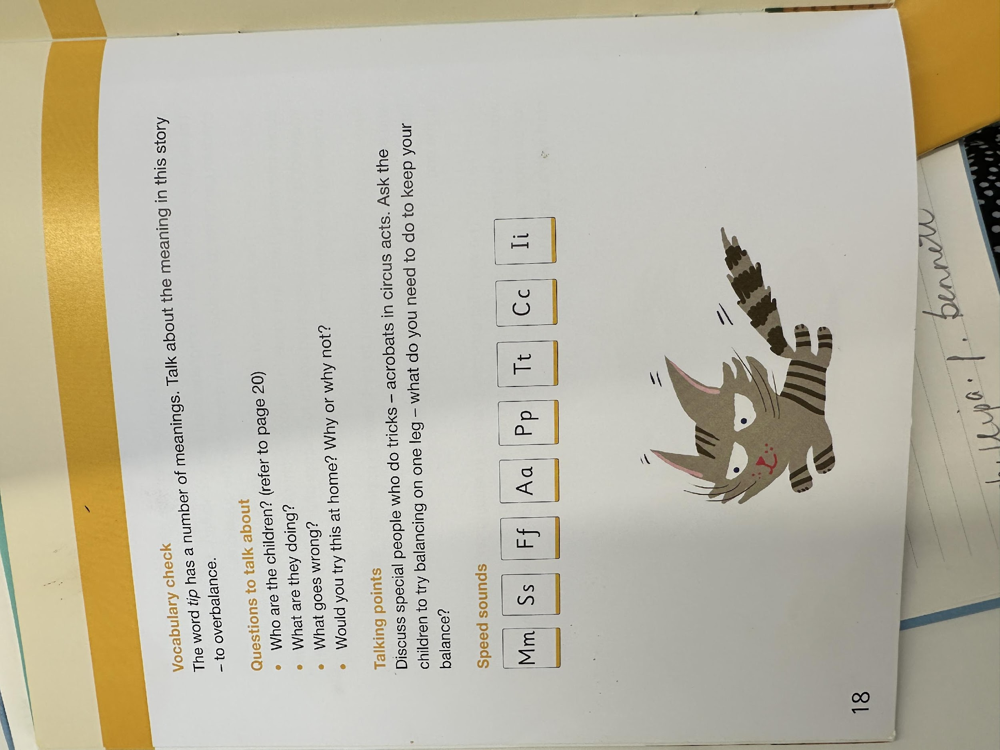 Vocabulary check
The word tip has a number of meanings. Talk about the meaning in this story
– to overbalance.
Questions to talk about
• Who are the children? (refer to page 20)
• What are they doing?
• What goes wrong?
• Would you try this at home? Why or why not?
Talking points
Discuss special people who do tricks – acrobats in circus acts. Ask the
children to try balancing on one leg – what do you need to do to keep your
balance?
Speed sounds
Mm Ss Ff Aa Pp Tt Cc Ii
18